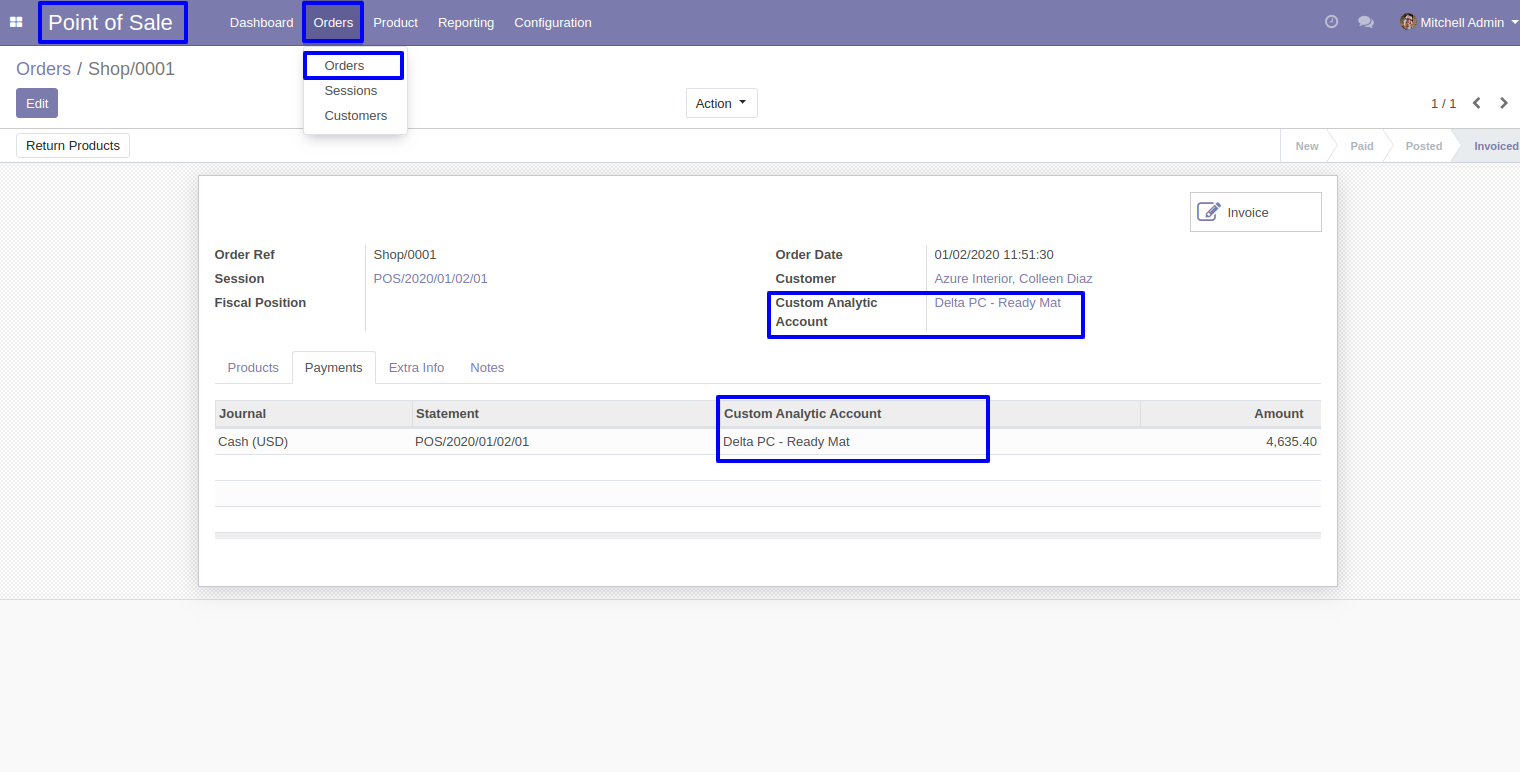 Point of Sale Dashboard Orders Product Reporting Configuration Mitchell Admin
Orders
Sessions
Customers
Orders / Shop/0001
Edit
Action
1 / 1
Return Products
New Paid Posted Invoiced
Invoice
Order Ref Shop/0001
Session POS/2020/01/02/01
Fiscal Position
Order Date 01/02/2020 11:51:30
Customer Azure Interior, Colleen Diaz
Custom Analytic Delta PC - Ready Mat
Account
Products Payments Extra Info Notes
Journal Statement Custom Analytic Account Amount
Cash (USD) POS/2020/01/02/01 Delta PC - Ready Mat 4,635.40